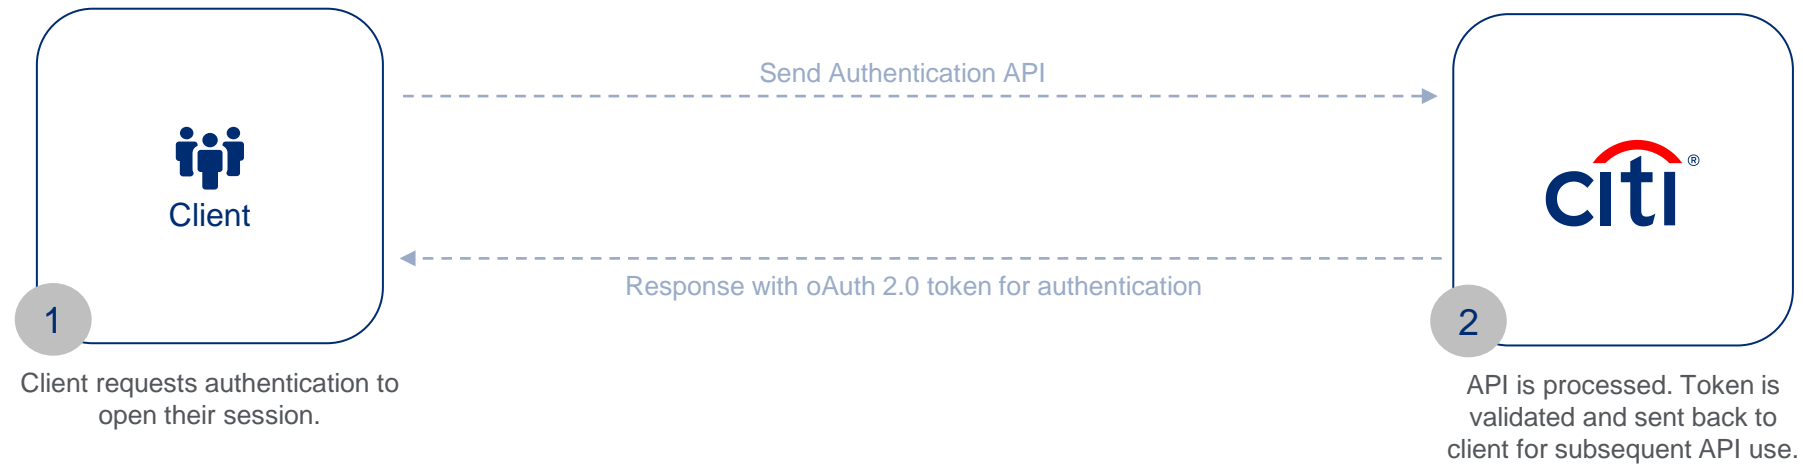 Send Authentication API
Client
citi®
Response with oAuth 2.0 token for authentication
1
2
Client requests authentication to
open their session.
API is processed. Token is
validated and sent back to
client for subsequent API use.